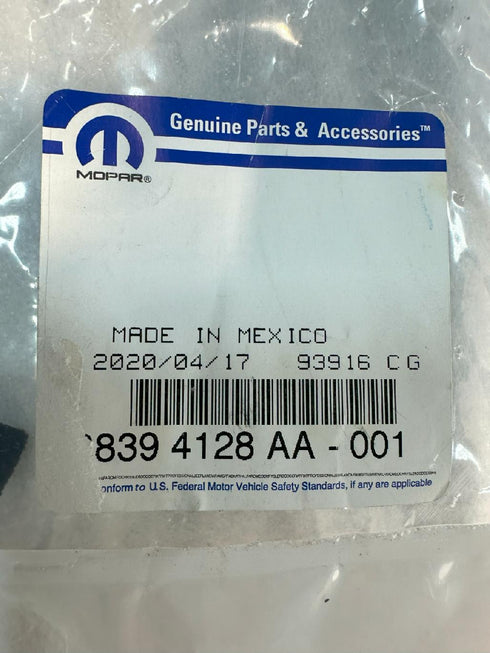 Genuine Parts & Accessories™
MOPAR®
MADE IN MEXICO
2020/04/17 93916 CG
839 4128 AA - 001
onform to U.S. Federal Motor Vehicle Safety Standards, if any are applicable